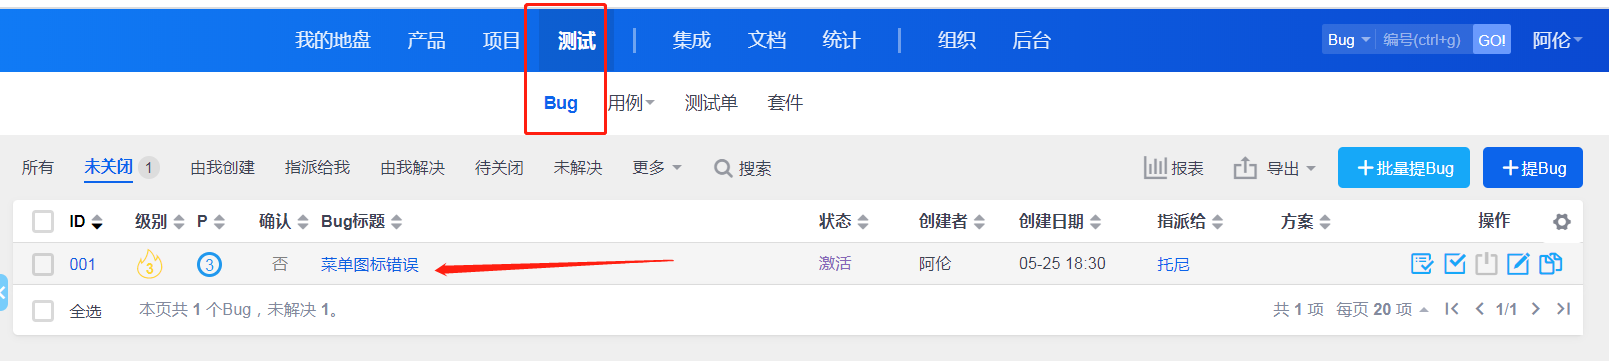 我的地盘 产品 项目 测试 集成 文档 统计 组织 后台 Bug 编号(ctrl+g) GO! 阿伦
Bug 用例 测试单 套件
所有 未关闭 1 由我创建 指派给我 由我解决 待关闭 未解决 更多 搜索 报表 导出 +批量提Bug +提Bug
ID 级别 P 确认 Bug标题 状态 创建者 创建日期 指派给 方案 操作
001 3 3 否 菜单图标错误 激活 阿伦 05-25 18:30 托尼
全选 本页共 1 个Bug，未解决 1。 共 1 项 每页 20 项 1/1